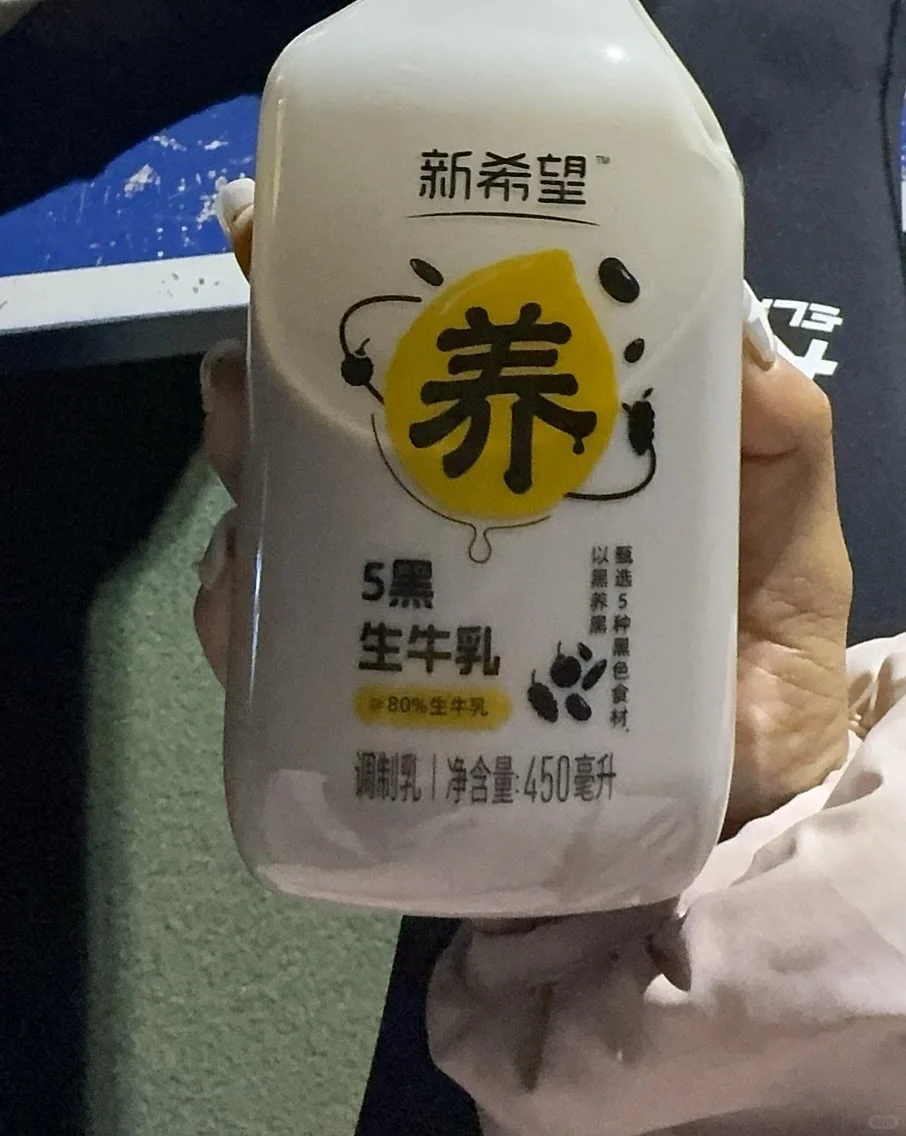 新希望™
养
5黑
生牛乳
≥80%生牛乳
甄选5种黑色食材,
以黑养黑
调制乳|净含量:450毫升